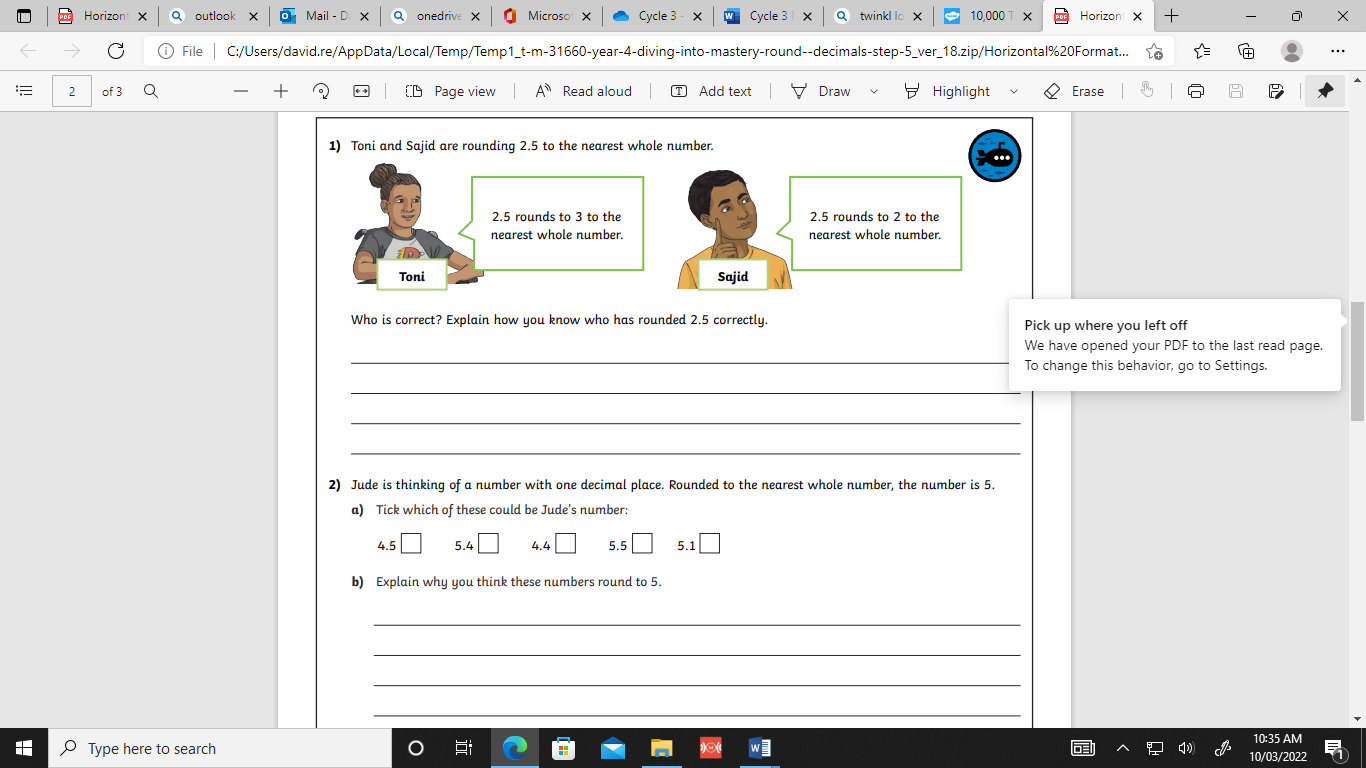 Horizon
outlook
Mail - D
onedrive
Microsof
Cycle 3 -
Cycle 3 
twinkl lo
10,000 T
Horizon
File
C:/Users/david.re/AppData/Local/Temp/Temp1_t-m-31660-year-4-diving-into-mastery-round--decimals-step-5_ver_18.zip/Horizontal%20Format...
2 of 3
Page view
Read aloud
Add text
Draw
Highlight
Erase
1) Toni and Sajid are rounding 2.5 to the nearest whole number.
2.5 rounds to 3 to the
nearest whole number.
Toni
2.5 rounds to 2 to the
nearest whole number.
Sajid
Who is correct? Explain how you know who has rounded 2.5 correctly.
Pick up where you left off
We have opened your PDF to the last read page.
To change this behavior, go to Settings.
2) Jude is thinking of a number with one decimal place. Rounded to the nearest whole number, the number is 5.
a) Tick which of these could be Jude's number:
4.5 5.4 4.4 5.5 5.1
b) Explain why you think these numbers round to 5.
Type here to search
10:35 AM
10/03/2022
1